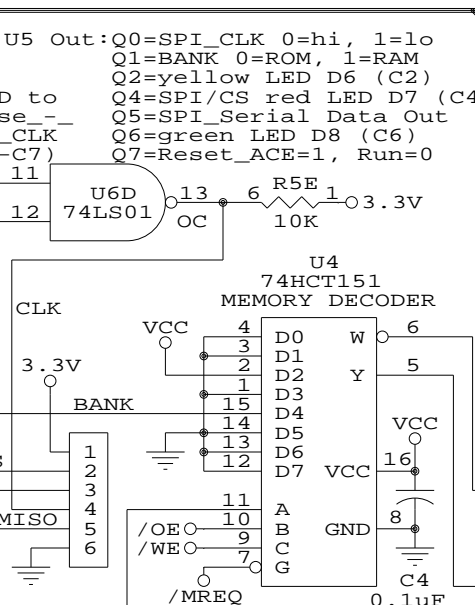 U5 Out:Q0=SPI_CLK 0=hi, 1=lo
Q1=BANK 0=ROM, 1=RAM
Q2=yellow LED D6 (C2)
D to Q4=SPI/CS red LED D7 (C4
se_-_ Q5=SPI_Serial Data Out
_CLK Q6=green LED D8 (C6)
-C7) Q7=Reset_ACE=1, Run=0
11
12
U6D
74LS01
13
OC
6
R5E
1
10K
3.3V
U4
74HCT151
MEMORY DECODER
CLK
VCC
3.3V
BANK
4 D0 W 6
3 D1
2 D2 Y 5
1 D3
15 D4
14 D5
13 D6
12 D7 VCC 16
VCC
11 A
/OE 10 B GND 8
/WE 9 C
7 G
/MREQ
1
2
3
4
MISO 5
6
C4
0.1uF